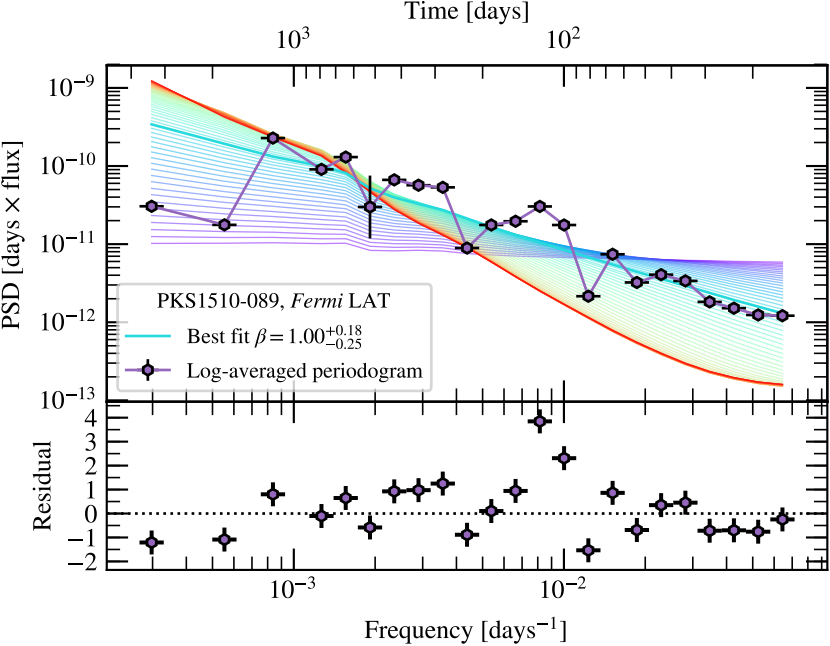 Time [days]
10³ 10²
PSD [days × flux]
10⁻⁹
10⁻¹⁰
10⁻¹¹
10⁻¹²
10⁻¹³
PKS1510-089, Fermi LAT
Best fit β = 1.00⁺⁰·¹⁸₋₀.₂₅
Log-averaged periodogram
Residual
4
3
2
1
0
−1
−2
10⁻³ 10⁻²
Frequency [days⁻¹]